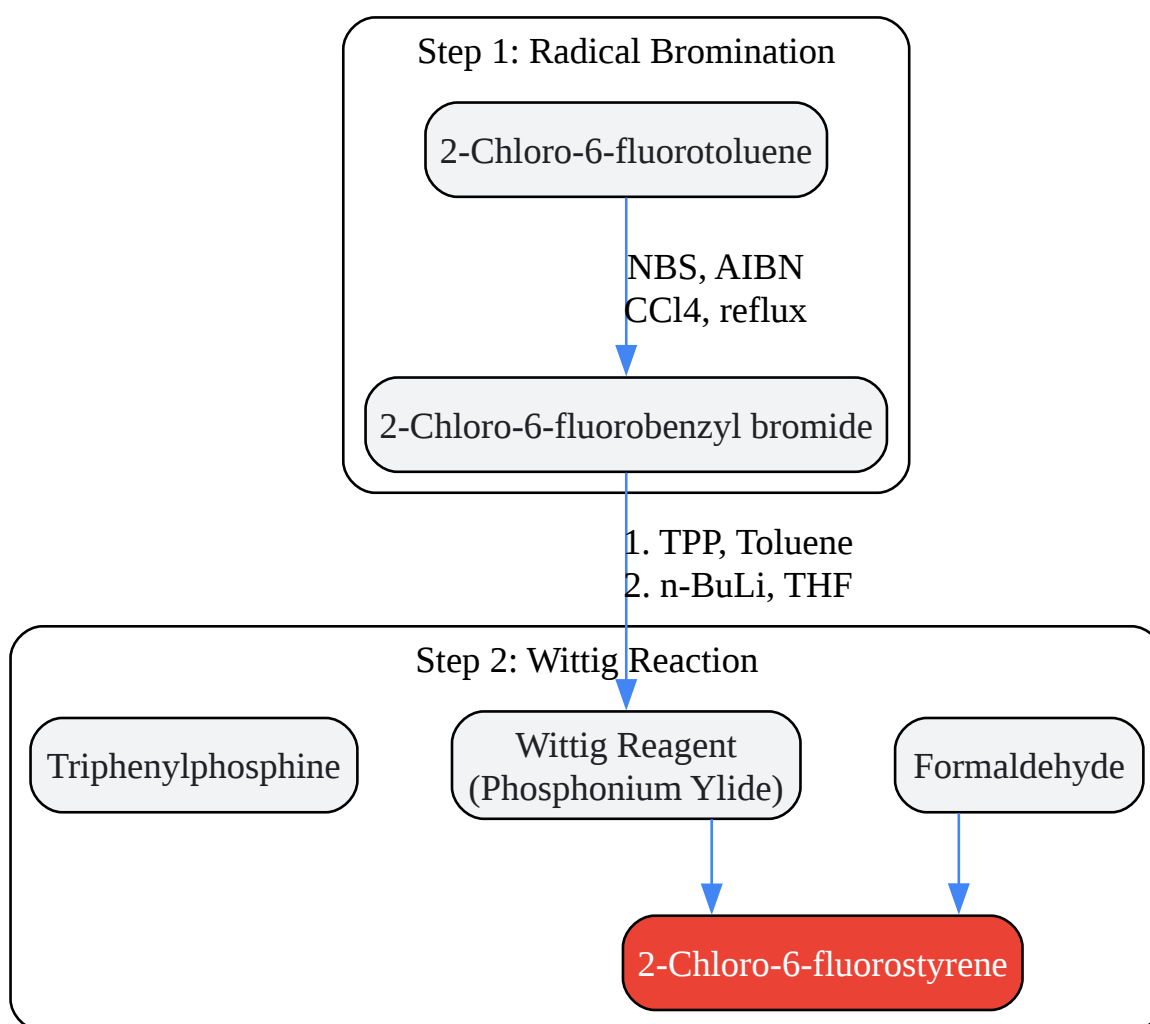 Step 1: Radical Bromination
2-Chloro-6-fluorotoluene
NBS, AIBN
CCl4, reflux
2-Chloro-6-fluorobenzyl bromide
1. TPP, Toluene
2. n-BuLi, THF
Step 2: Wittig Reaction
Triphenylphosphine
Wittig Reagent
(Phosphonium Ylide)
Formaldehyde
2-Chloro-6-fluorostyrene